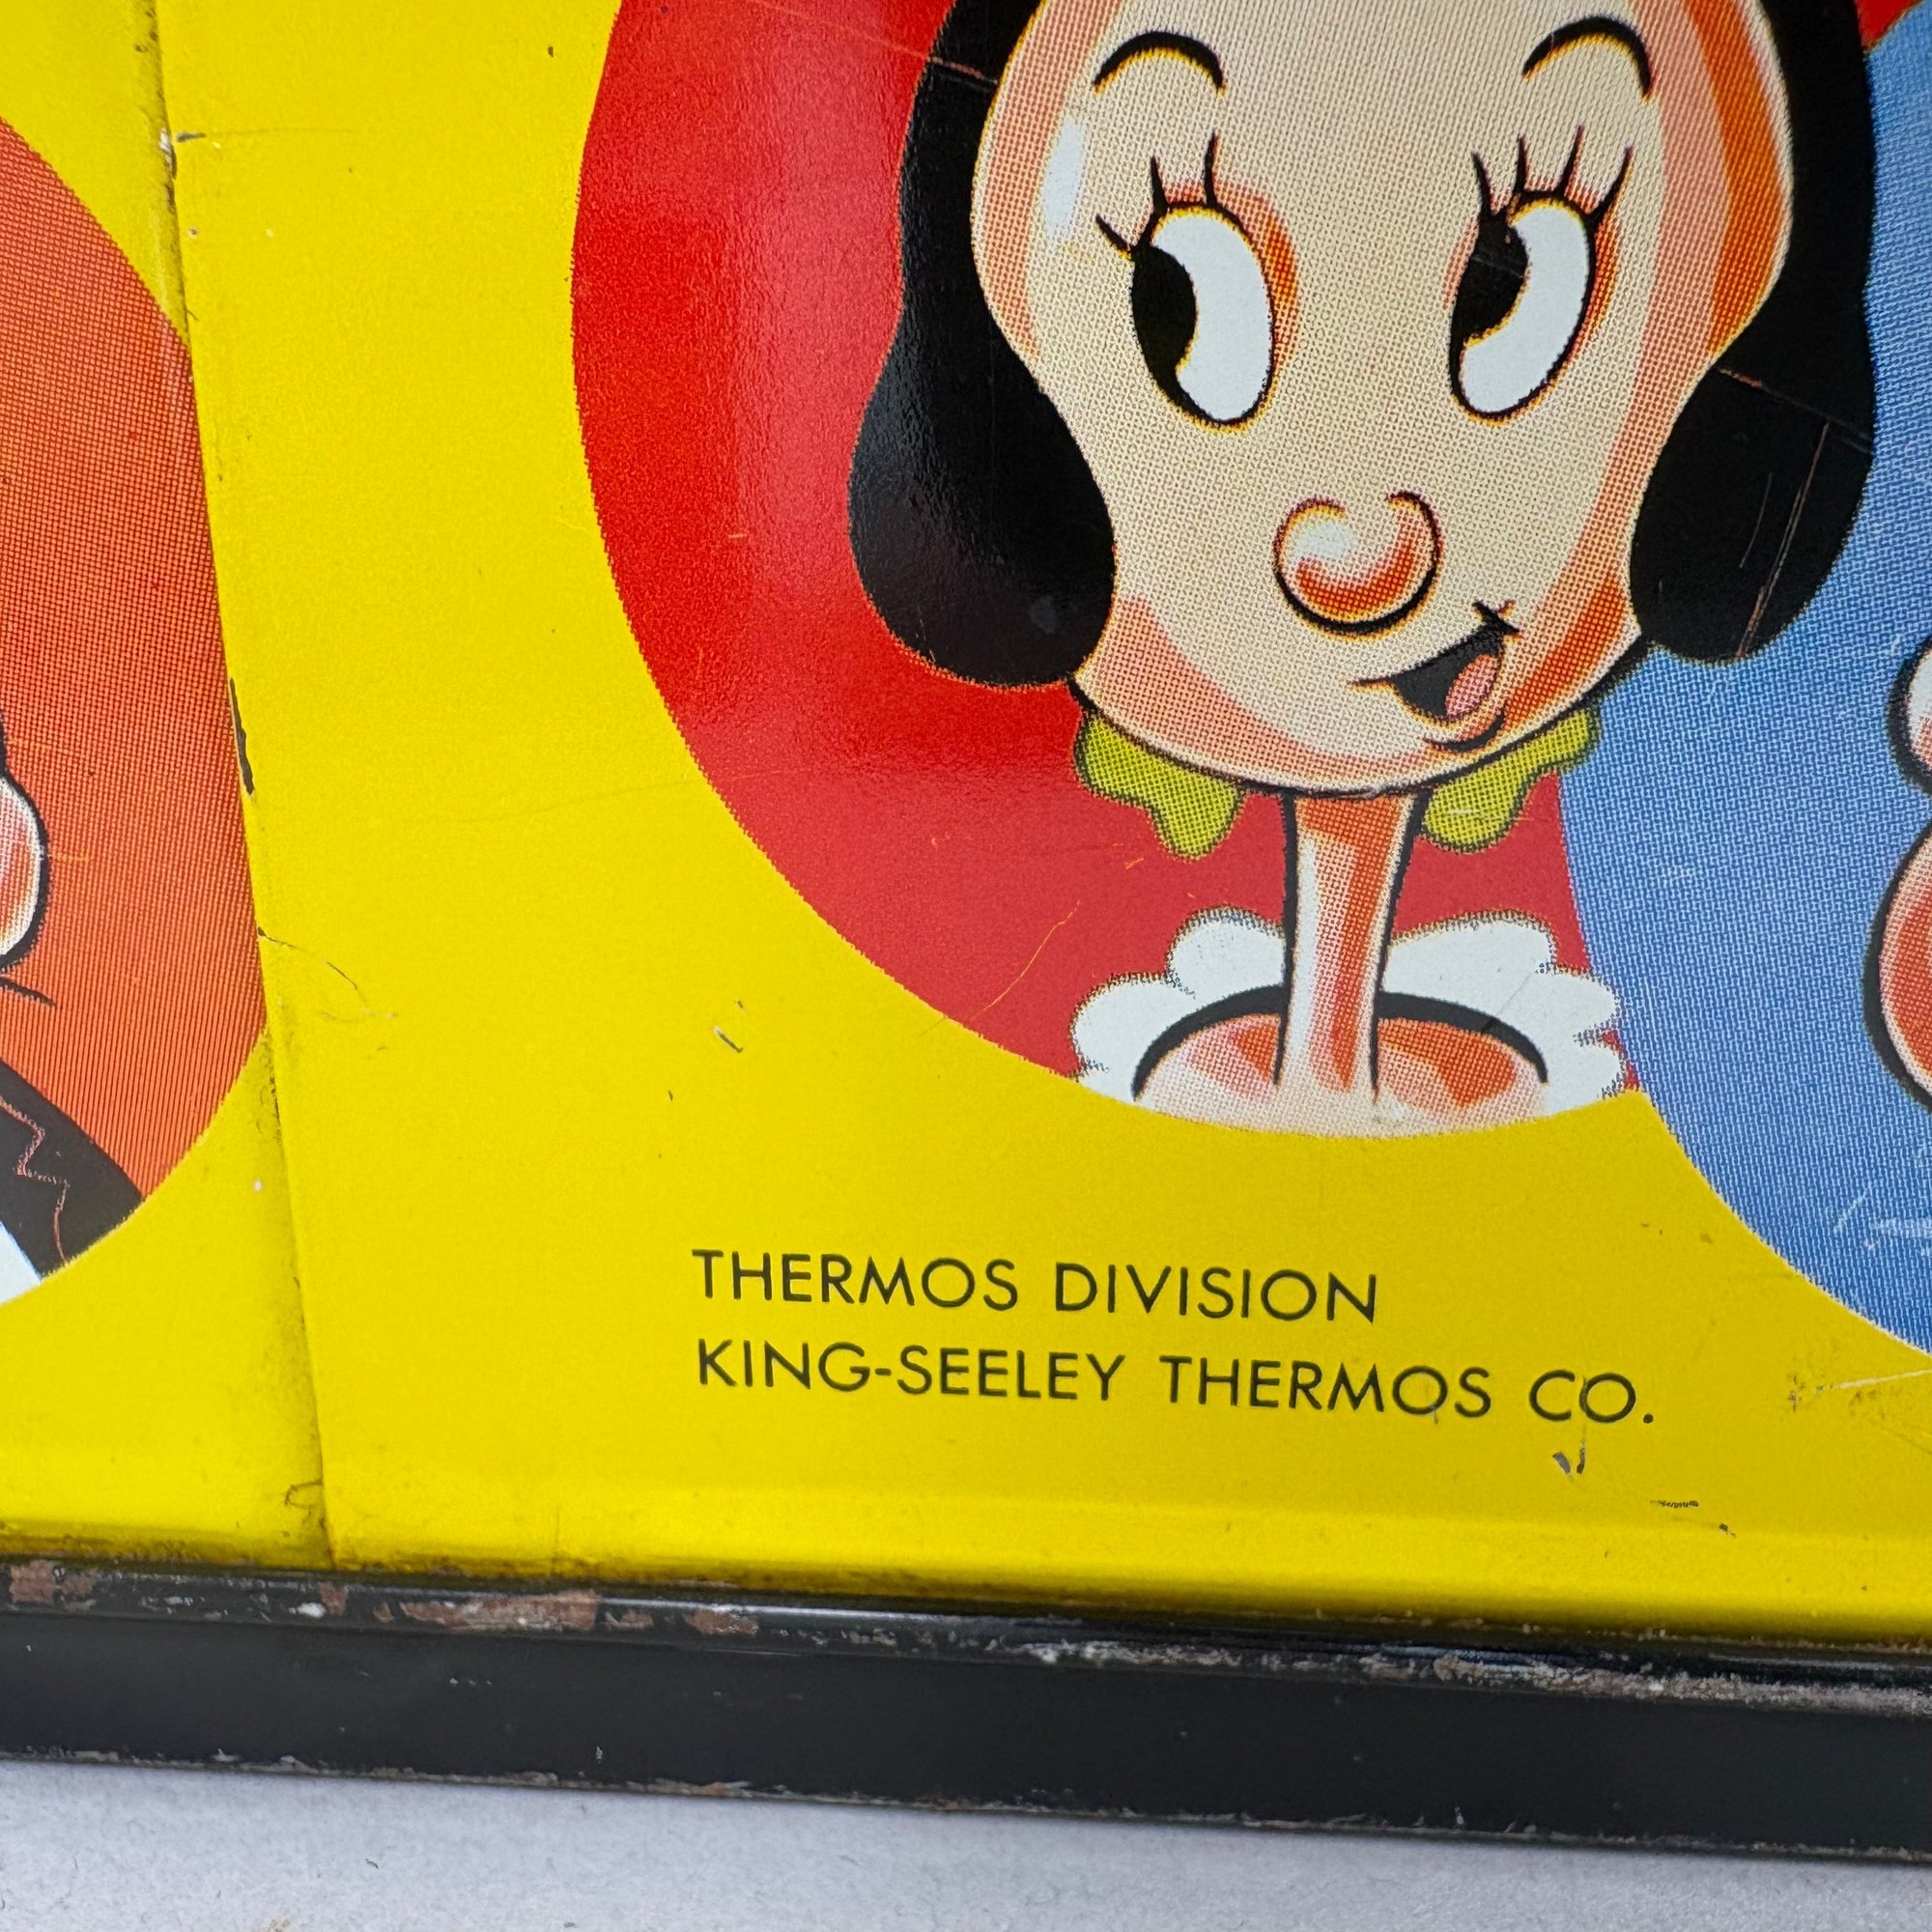 THERMOS DIVISION
KING-SEELEY THERMOS CO.